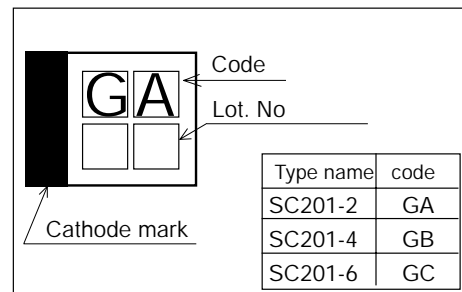 Code
GA
Lot. No
Cathode mark
Type name code
SC201-2 GA
SC201-4 GB
SC201-6 GC